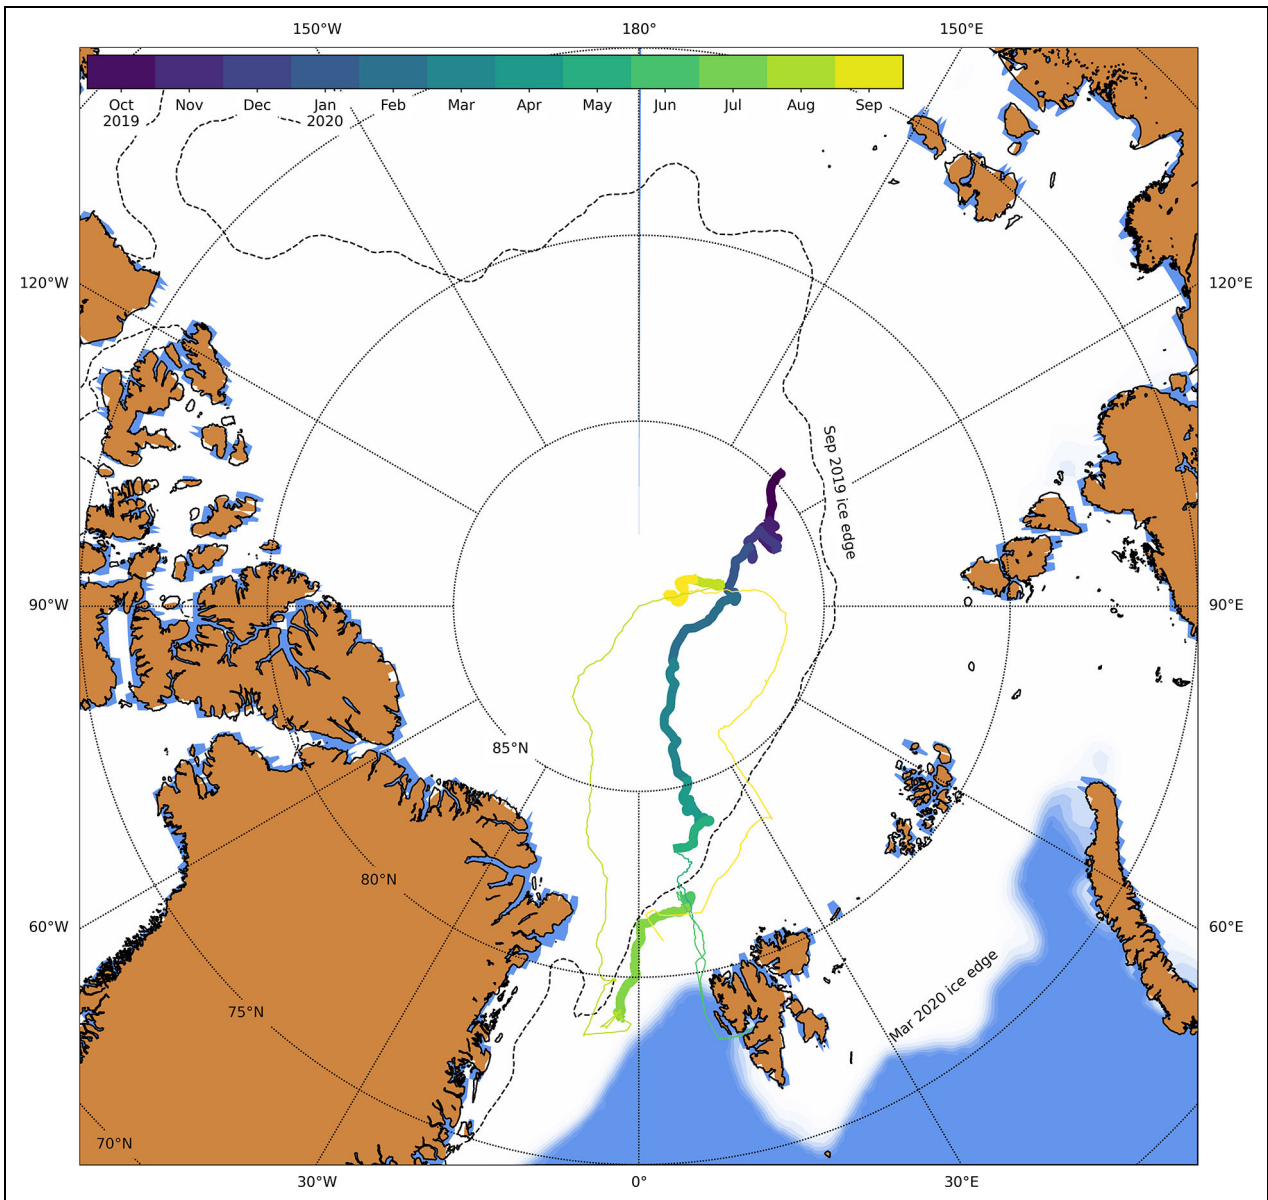 150°W 180° 150°E
Oct Nov Dec Jan Feb Mar Apr May Jun Jul Aug Sep
2019 2020
120°W 120°E
Sep 2019 ice edge
90°W 90°E
85°N
80°N
60°W 60°E
Mar 2020 ice edge
75°N
70°N
30°W 0° 30°E